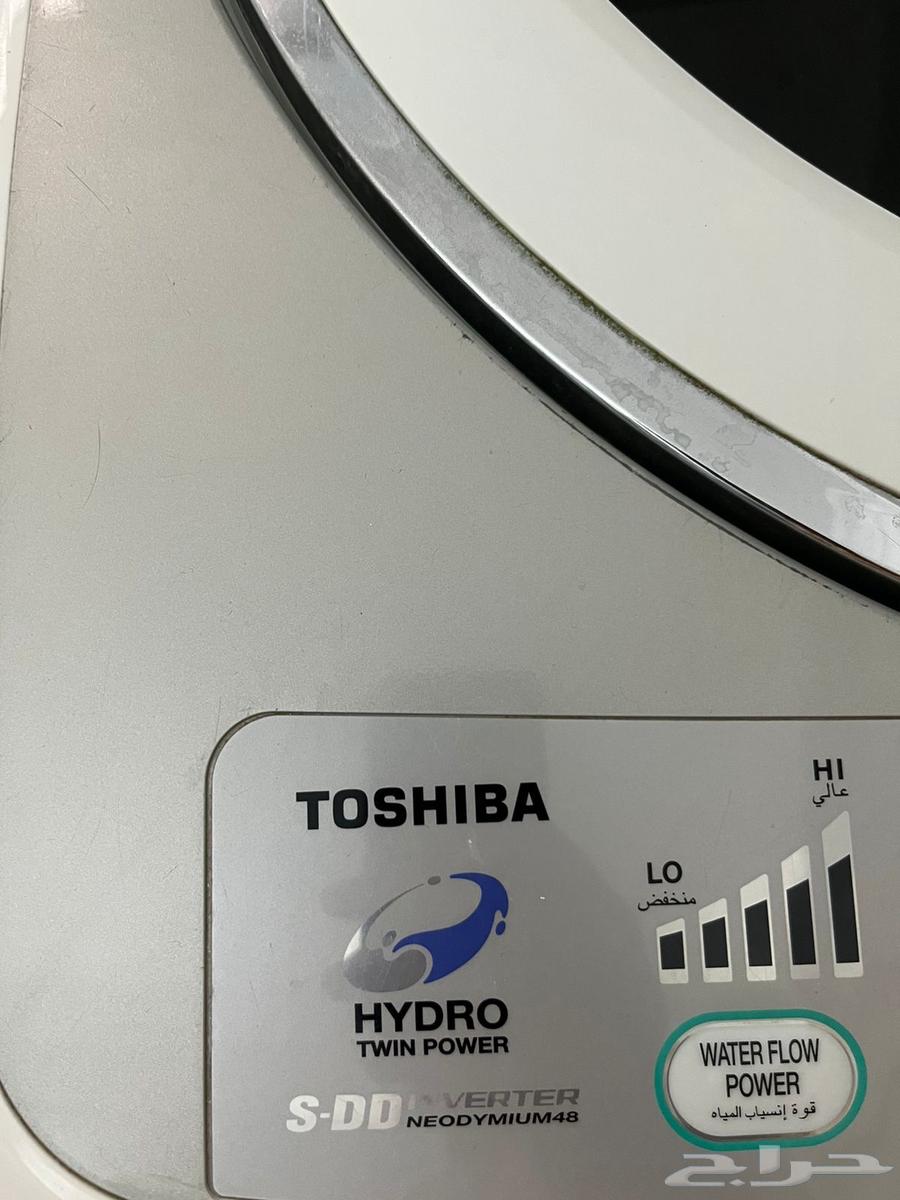 TOSHIBA
HYDRO
TWIN POWER
S-DD INVERTER
NEODYMIUM48
HI
عالي
LO
منخفض
WATER FLOW
POWER
قوة إنسياب المياه
حراج